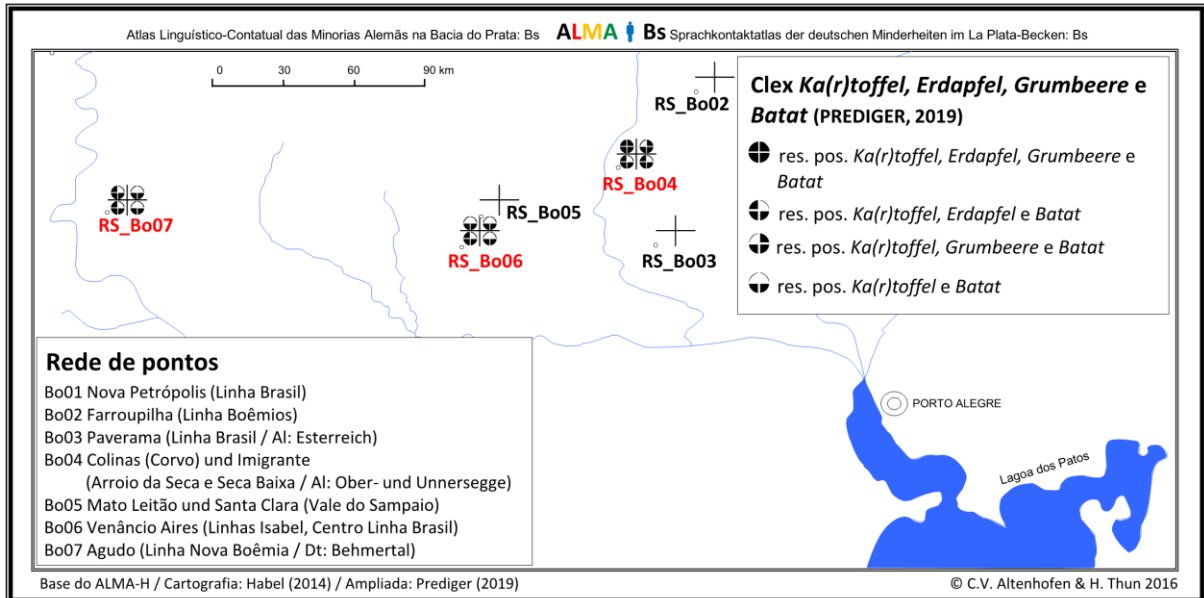 Atlas Linguístico-Contatual das Minorias Alemãs na Bacia do Prata: Bs ALMA Bs Sprachkontaktatlas der deutschen Minderheiten im La Plata-Becken: Bs
0 30 60 90 km
RS_Bo02
RS_Bo04
RS_Bo07
RS_Bo05
RS_Bo06
RS_Bo03
Clex Ka(r)toffel, Erdapfel, Grumbeere e
Batat (PREDIGER, 2019)
res. pos. Ka(r)toffel, Erdapfel, Grumbeere e
Batat
res. pos. Ka(r)toffel, Erdapfel e Batat
res. pos. Ka(r)toffel, Grumbeere e Batat
res. pos. Ka(r)toffel e Batat
Rede de pontos
Bo01 Nova Petrópolis (Linha Brasil)
Bo02 Farroupilha (Linha Boêmios)
Bo03 Paverama (Linha Brasil / Al: Esterreich)
Bo04 Colinas (Corvo) und Imigrante
(Arroio da Seca e Seca Baixa / Al: Ober- und Unnersegge)
Bo05 Mato Leitão und Santa Clara (Vale do Sampaio)
Bo06 Venâncio Aires (Linhas Isabel, Centro Linha Brasil)
Bo07 Agudo (Linha Nova Boêmia / Dt: Behmertal)
PORTO ALEGRE
Lagoa dos Patos
Base do ALMA-H / Cartografia: Habel (2014) / Ampliada: Prediger (2019)
© C.V. Altenhofen & H. Thun 2016